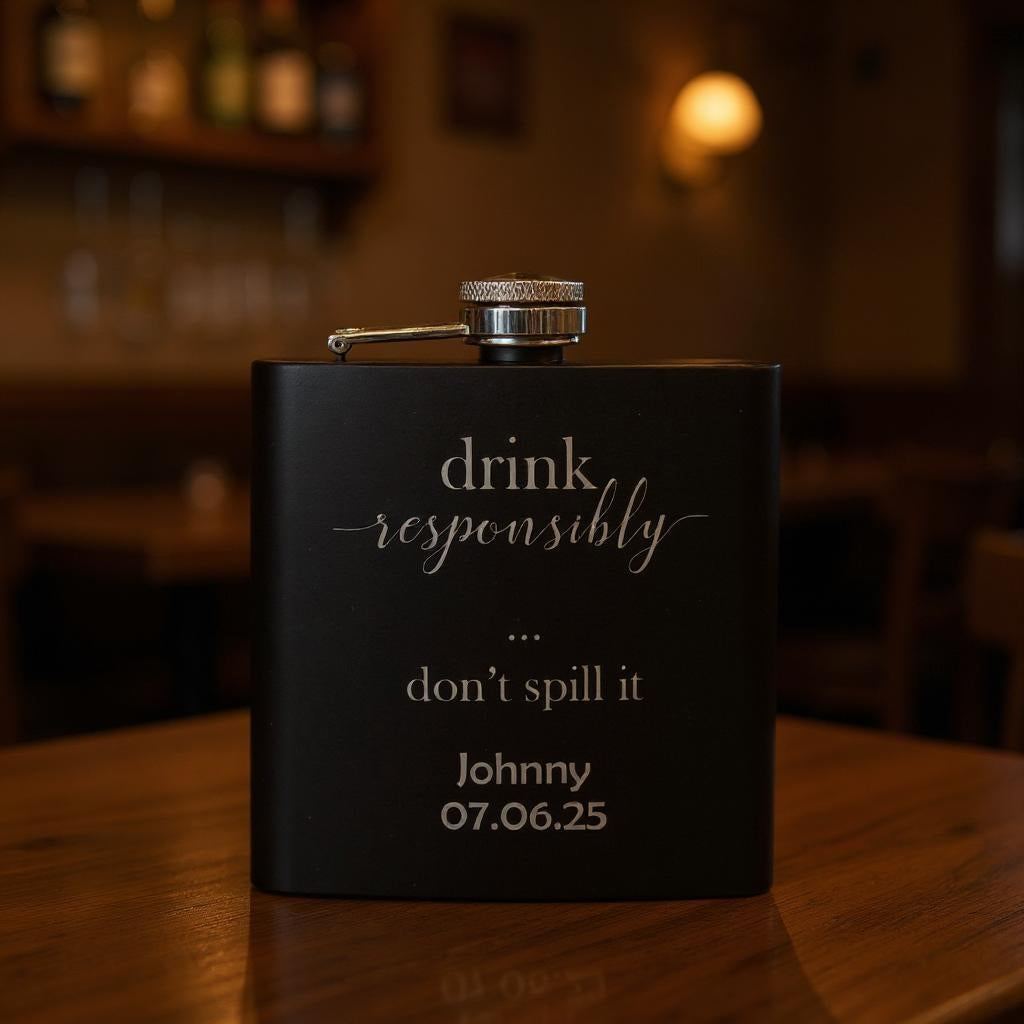 drink
responsibly
...
don't spill it
Johnny
07.06.25